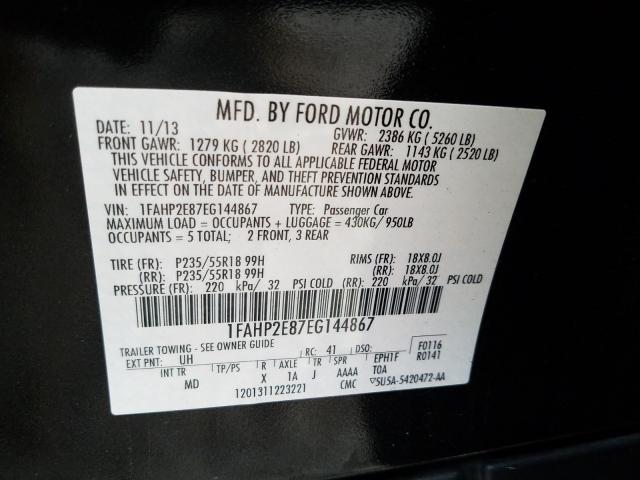 MFD. BY FORD MOTOR CO.
DATE: 11/13 GVWR: 2386 KG ( 5260 LB)
FRONT GAWR: 1279 KG ( 2820 LB) REAR GAWR: 1143 KG ( 2520 LB)
THIS VEHICLE CONFORMS TO ALL APPLICABLE FEDERAL MOTOR
VEHICLE SAFETY, BUMPER, AND THEFT PREVENTION STANDARDS
IN EFFECT ON THE DATE OF MANUFACTURE SHOWN ABOVE.
VIN: 1FAHP2E87EG144867 TYPE: Passenger Car
MAXIMUM LOAD = OCCUPANTS + LUGGAGE = 430KG/ 950LB
OCCUPANTS = 5 TOTAL; 2 FRONT, 3 REAR
TIRE (FR): P235/55R18 99H RIMS (FR): 18X8.0J
(RR): P235/55R18 99H (RR): 18X8.0J
PRESSURE (FR): 220 kPa/ 32 PSI COLD (RR): 220 kPa/ 32 PSI COLD
1FAHP2E87EG144867
TRAILER TOWING - SEE OWNER GUIDE
EXT PNT: UH RC: 41 DSO: F0116
R0141
INT TR TP/PS R AXLE TR SPR EPH1F
MD X 1A J AAAA TOA
1201311223221 CMC ▽SU5A-5420472-AA